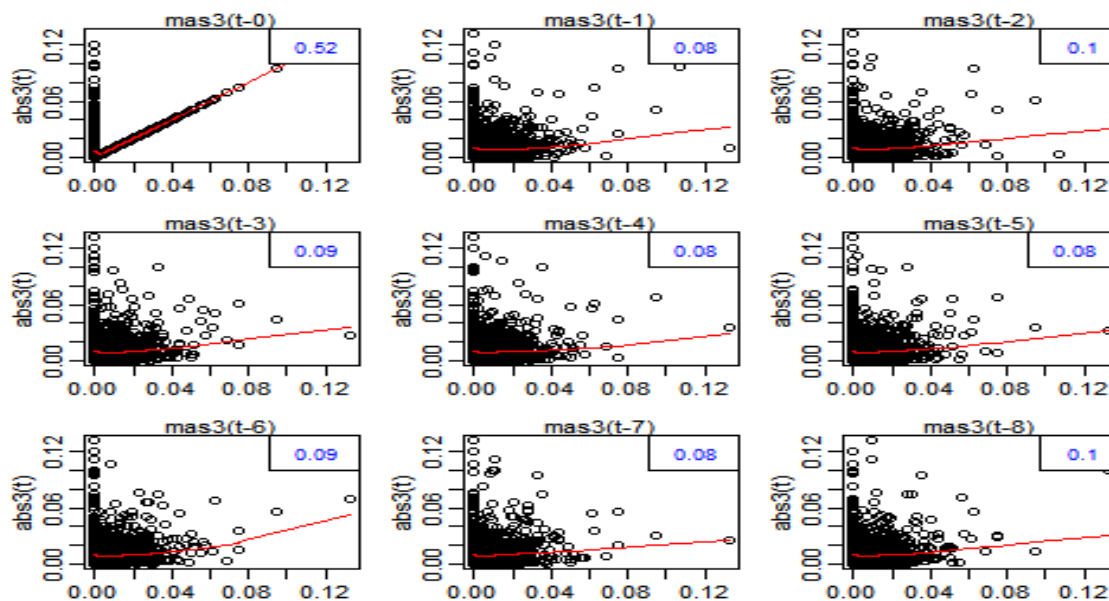 mas3(t-0) mas3(t-1) mas3(t-2)
0.52 0.08 0.1
abs3(t) abs3(t) abs3(t)
0.12 0.12 0.12
0.06 0.06 0.06
0.00 0.00 0.00
0.00 0.04 0.08 0.12 0.00 0.04 0.08 0.12 0.00 0.04 0.08 0.12
mas3(t-3) mas3(t-4) mas3(t-5)
0.09 0.08 0.08
abs3(t) abs3(t) abs3(t)
0.12 0.12 0.12
0.06 0.06 0.06
0.00 0.00 0.00
0.00 0.04 0.08 0.12 0.00 0.04 0.08 0.12 0.00 0.04 0.08 0.12
mas3(t-6) mas3(t-7) mas3(t-8)
0.09 0.08 0.1
abs3(t) abs3(t) abs3(t)
0.12 0.12 0.12
0.06 0.06 0.06
0.00 0.00 0.00
0.00 0.04 0.08 0.12 0.00 0.04 0.08 0.12 0.00 0.04 0.08 0.12